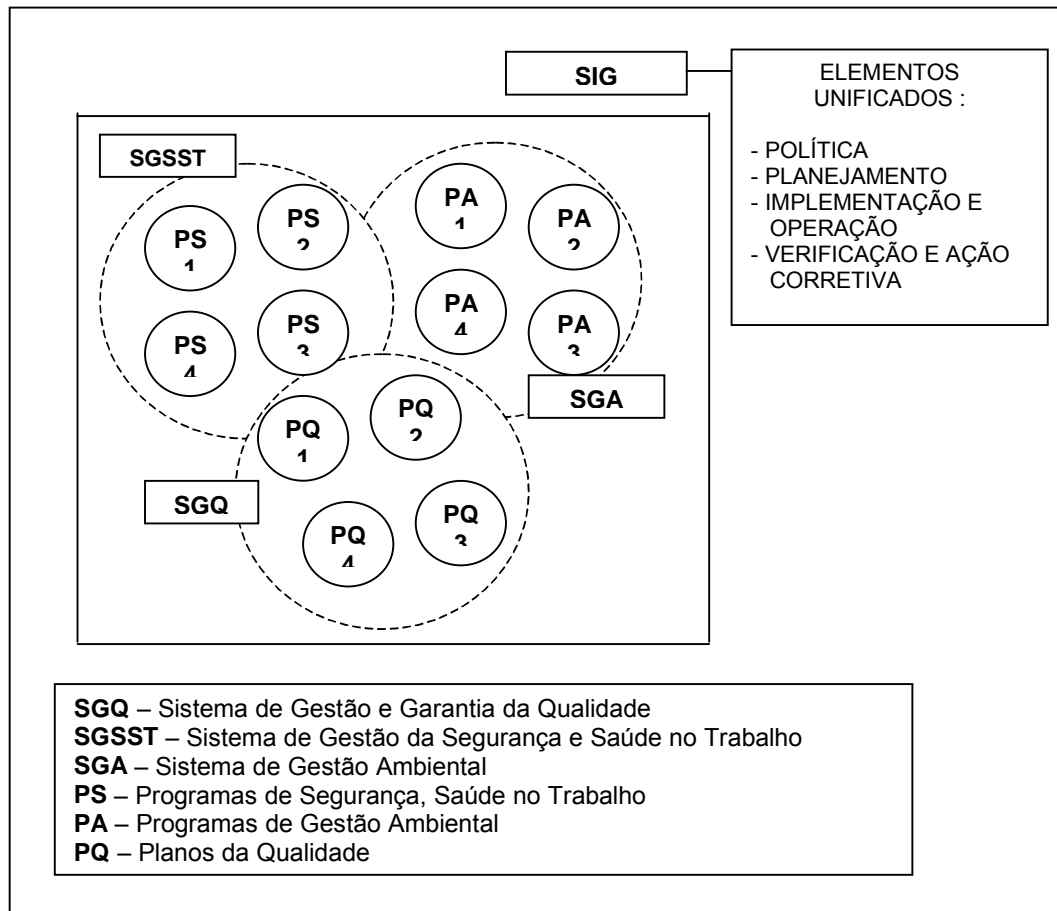 SIG
ELEMENTOS
UNIFICADOS :
- POLÍTICA
- PLANEJAMENTO
- IMPLEMENTAÇÃO E
OPERAÇÃO
- VERIFICAÇÃO E AÇÃO
CORRETIVA
SGSST
PS
1
PS
2
PS
3
PS
4
PA
1
PA
2
PA
4
PA
3
SGA
PQ
1
PQ
2
SGQ
PQ
4
PQ
3
SGQ – Sistema de Gestão e Garantia da Qualidade
SGSST – Sistema de Gestão da Segurança e Saúde no Trabalho
SGA – Sistema de Gestão Ambiental
PS – Programas de Segurança, Saúde no Trabalho
PA – Programas de Gestão Ambiental
PQ – Planos da Qualidade